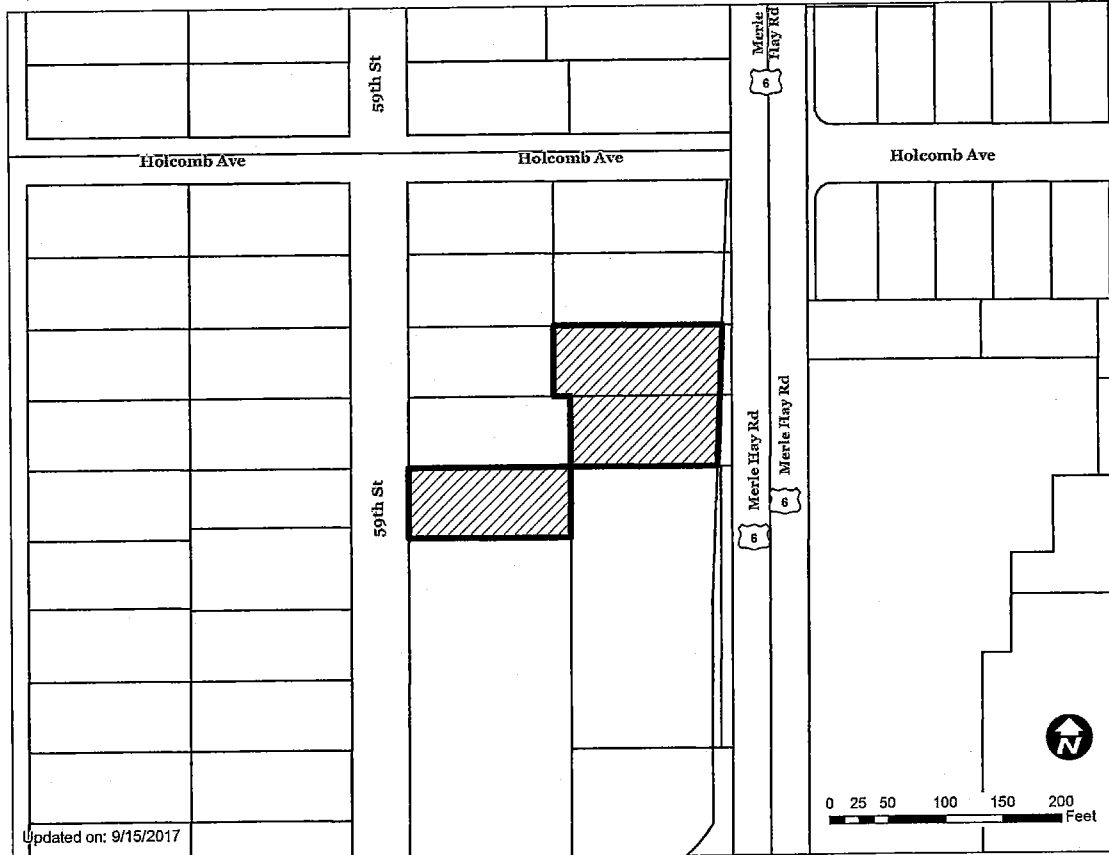 Merle
Hay Rd
6
59th St
Holcomb Ave
Holcomb Ave
Holcomb Ave
Merle Hay Rd
Merle Hay Rd
6
6
59th St
N
0 25 50 100 150 200
Feet
Updated on: 9/15/2017